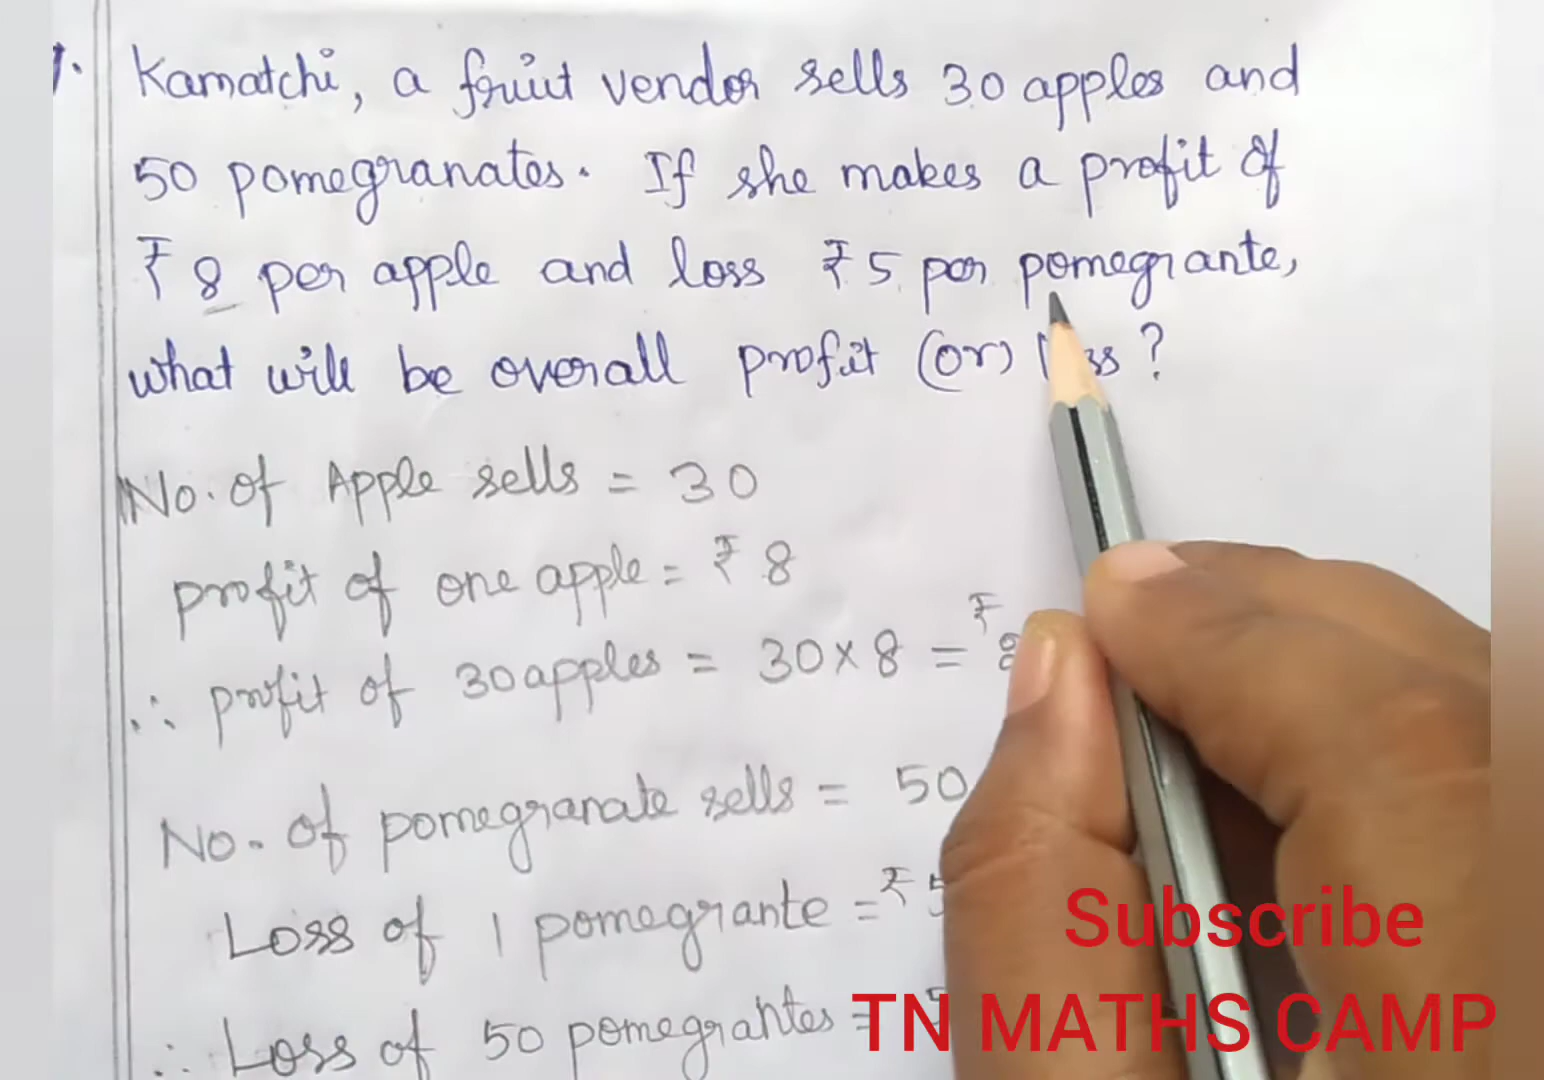 1. Kamatchi, a fruit vendor sells 30 apples and
50 pomegranates. If she makes a profit of
₹ 8 per apple and loss ₹ 5 per pomegrante,
what will be overall profit (or) ?
No. of Apple sells = 30
profit of one apple = ₹ 8
∴ profit of 30 apples = 30 × 8 = ₹
No. of pomegranate sells = 50
Loss of 1 pomegrante = ₹ 5
∴ Loss of 50 pomegrantes =
Subscribe
TN MATHS CAMP